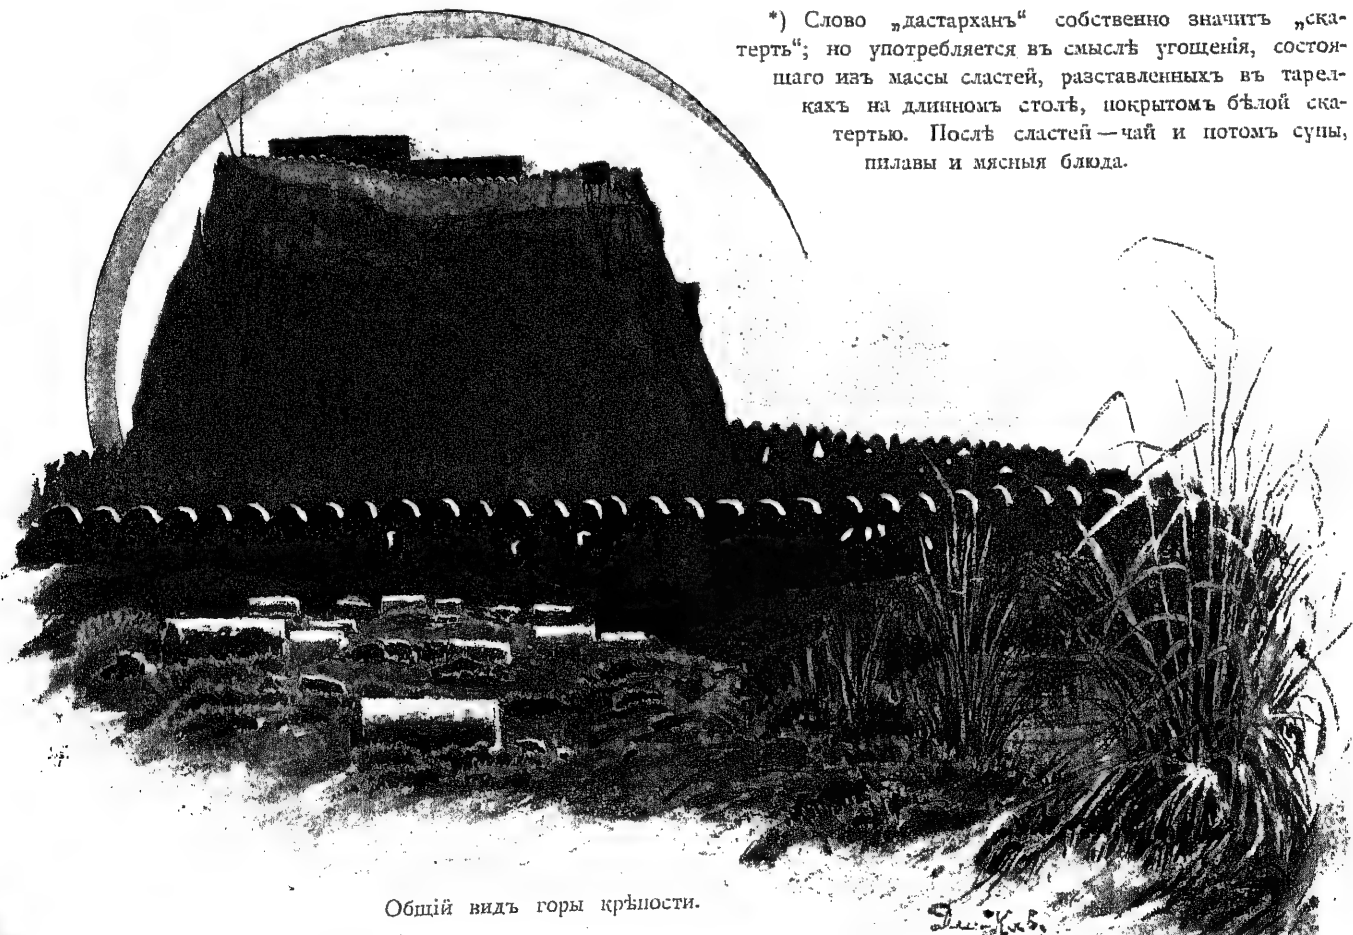 *) Слово „дастарханъ“ собственно значитъ „ска-
терть“; но употребляется въ смыслѣ угощенія, состоя-
щаго изъ массы сластей, разставленныхъ въ тарел-
кахъ на длинномъ столѣ, покрытомъ бѣлой ска-
тертью. Послѣ сластей — чай и потомъ супы,
пилавы и мясныя блюда.
Общій видъ горы крѣпости.